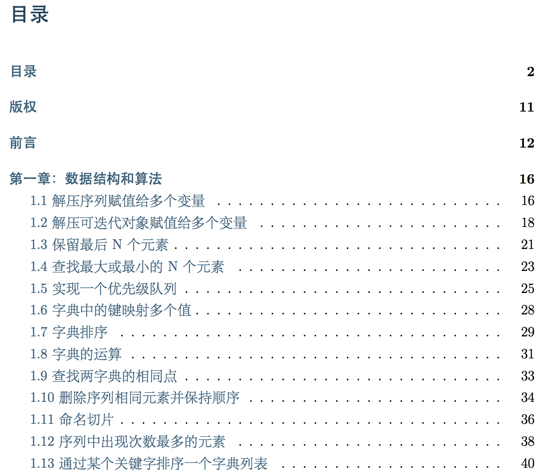 目录
目录 2
版权 11
前言 12
第一章：数据结构和算法 16
1.1 解压序列赋值给多个变量 . . . . . . . . . . . . . . . . . . . . . . . . . 16
1.2 解压可迭代对象赋值给多个变量 . . . . . . . . . . . . . . . . . . . . . 18
1.3 保留最后 N 个元素 . . . . . . . . . . . . . . . . . . . . . . . . . . . . 21
1.4 查找最大或最小的 N 个元素 . . . . . . . . . . . . . . . . . . . . . . . 23
1.5 实现一个优先级队列 . . . . . . . . . . . . . . . . . . . . . . . . . . . 25
1.6 字典中的键映射多个值 . . . . . . . . . . . . . . . . . . . . . . . . . . 28
1.7 字典排序 . . . . . . . . . . . . . . . . . . . . . . . . . . . . . . . . 29
1.8 字典的运算 . . . . . . . . . . . . . . . . . . . . . . . . . . . . . . . 31
1.9 查找两字典的相同点 . . . . . . . . . . . . . . . . . . . . . . . . . . . 33
1.10 删除序列相同元素并保持顺序 . . . . . . . . . . . . . . . . . . . . . . 34
1.11 命名切片 . . . . . . . . . . . . . . . . . . . . . . . . . . . . . . . . 36
1.12 序列中出现次数最多的元素 . . . . . . . . . . . . . . . . . . . . . . . 38
1.13 通过某个关键字排序一个字典列表 . . . . . . . . . . . . . . . . . . . . 40